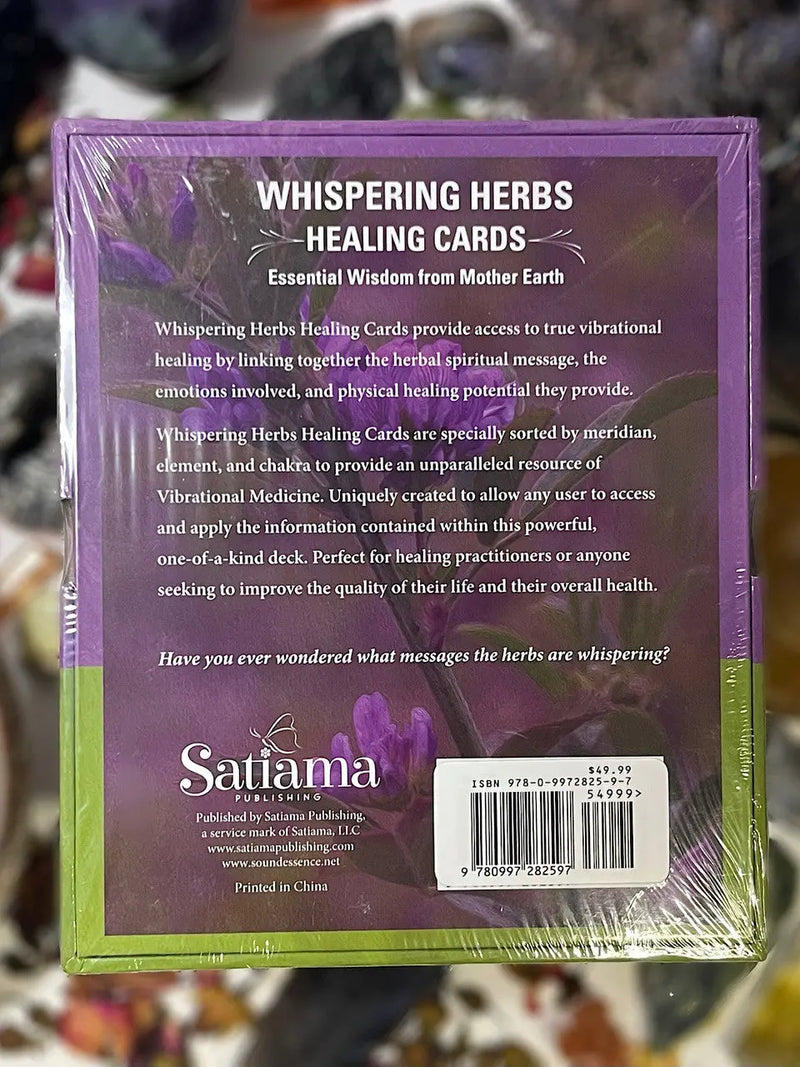 WHISPERING HERBS
HEALING CARDS
Essential Wisdom from Mother Earth
Whispering Herbs Healing Cards provide access to true vibrational
healing by linking together the herbal spiritual message, the
emotions involved, and physical healing potential they provide.
Whispering Herbs Healing Cards are specially sorted by meridian,
element, and chakra to provide an unparalleled resource of
Vibrational Medicine. Uniquely created to allow any user to access
and apply the information contained within this powerful,
one-of-a-kind deck. Perfect for healing practitioners or anyone
seeking to improve the quality of their life and their overall health.
Have you ever wondered what messages the herbs are whispering?
Satiama
PUBLISHING
Published by Satiama Publishing,
a service mark of Satiama, LLC
www.satiamapublishing.com
www.soundessence.net
Printed in China
$49.99
ISBN 978-0-9972825-9-7
54999>
9 780997 282597